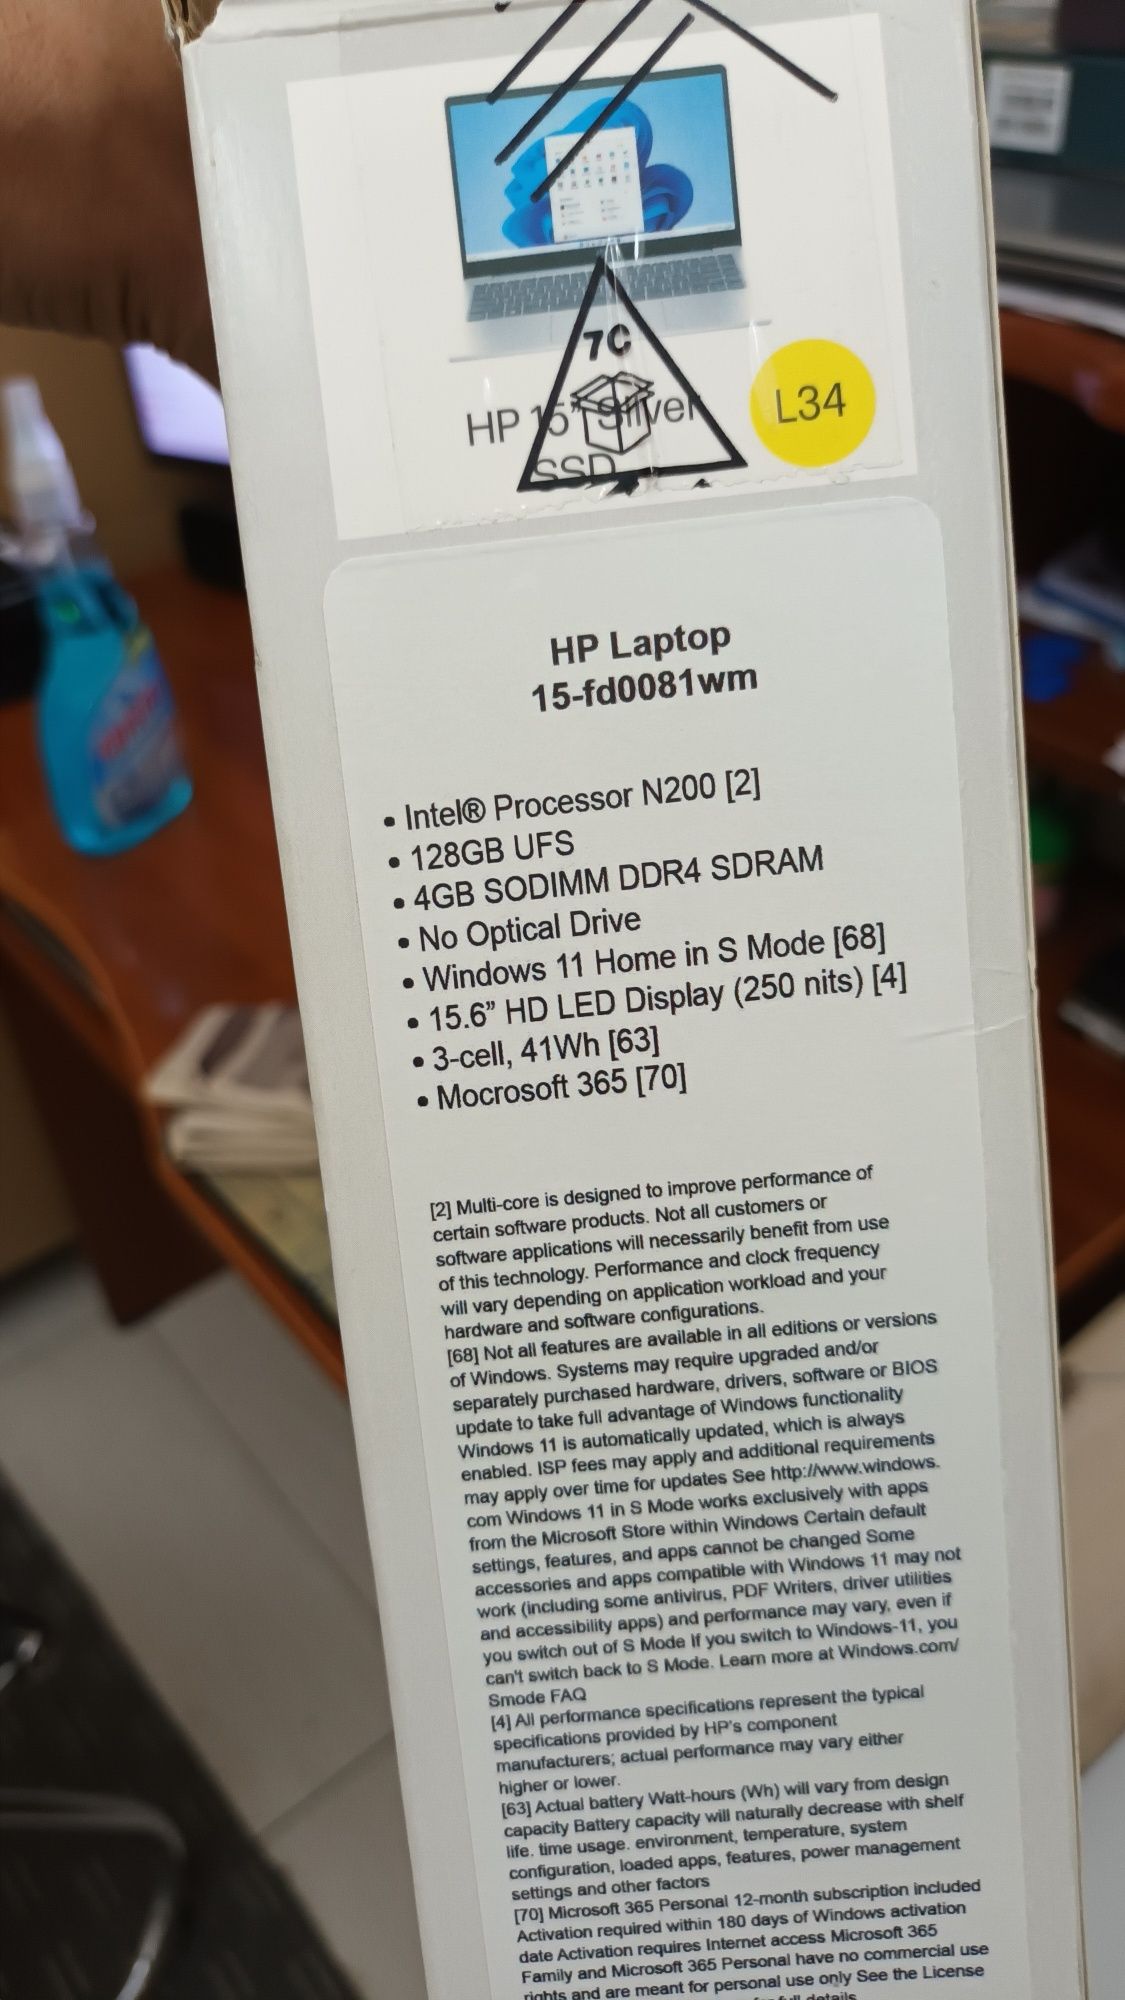 7C
HP 15" Silver
SSD
L34
HP Laptop
15-fd0081wm
• Intel® Processor N200 [2]
• 128GB UFS
• 4GB SODIMM DDR4 SDRAM
• No Optical Drive
• Windows 11 Home in S Mode [68]
• 15.6” HD LED Display (250 nits) [4]
• 3-cell, 41Wh [63]
• Mocrosoft 365 [70]
[2] Multi-core is designed to improve performance of
certain software products. Not all customers or
software applications will necessarily benefit from use
of this technology. Performance and clock frequency
will vary depending on application workload and your
hardware and software configurations.
[68] Not all features are available in all editions or versions
of Windows. Systems may require upgraded and/or
separately purchased hardware, drivers, software or BIOS
update to take full advantage of Windows functionality
Windows 11 is automatically updated, which is always
enabled. ISP fees may apply and additional requirements
may apply over time for updates See http://www.windows.
com Windows 11 in S Mode works exclusively with apps
from the Microsoft Store within Windows Certain default
settings, features, and apps cannot be changed Some
accessories and apps compatible with Windows 11 may not
work (including some antivirus, PDF Writers, driver utilities
and accessibility apps) and performance may vary, even if
you switch out of S Mode If you switch to Windows-11, you
can't switch back to S Mode. Learn more at Windows.com/
Smode FAQ
[4] All performance specifications represent the typical
specifications provided by HP's component
manufacturers; actual performance may vary either
higher or lower.
[63] Actual battery Watt-hours (Wh) will vary from design
capacity Battery capacity will naturally decrease with shelf
life. time usage. environment, temperature, system
configuration, loaded apps, features, power management
settings and other factors
[70] Microsoft 365 Personal 12-month subscription included
Activation required within 180 days of Windows activation
date Activation requires Internet access Microsoft 365
Family and Microsoft 365 Personal have no commercial use
rights and are meant for personal use only See the License
full details